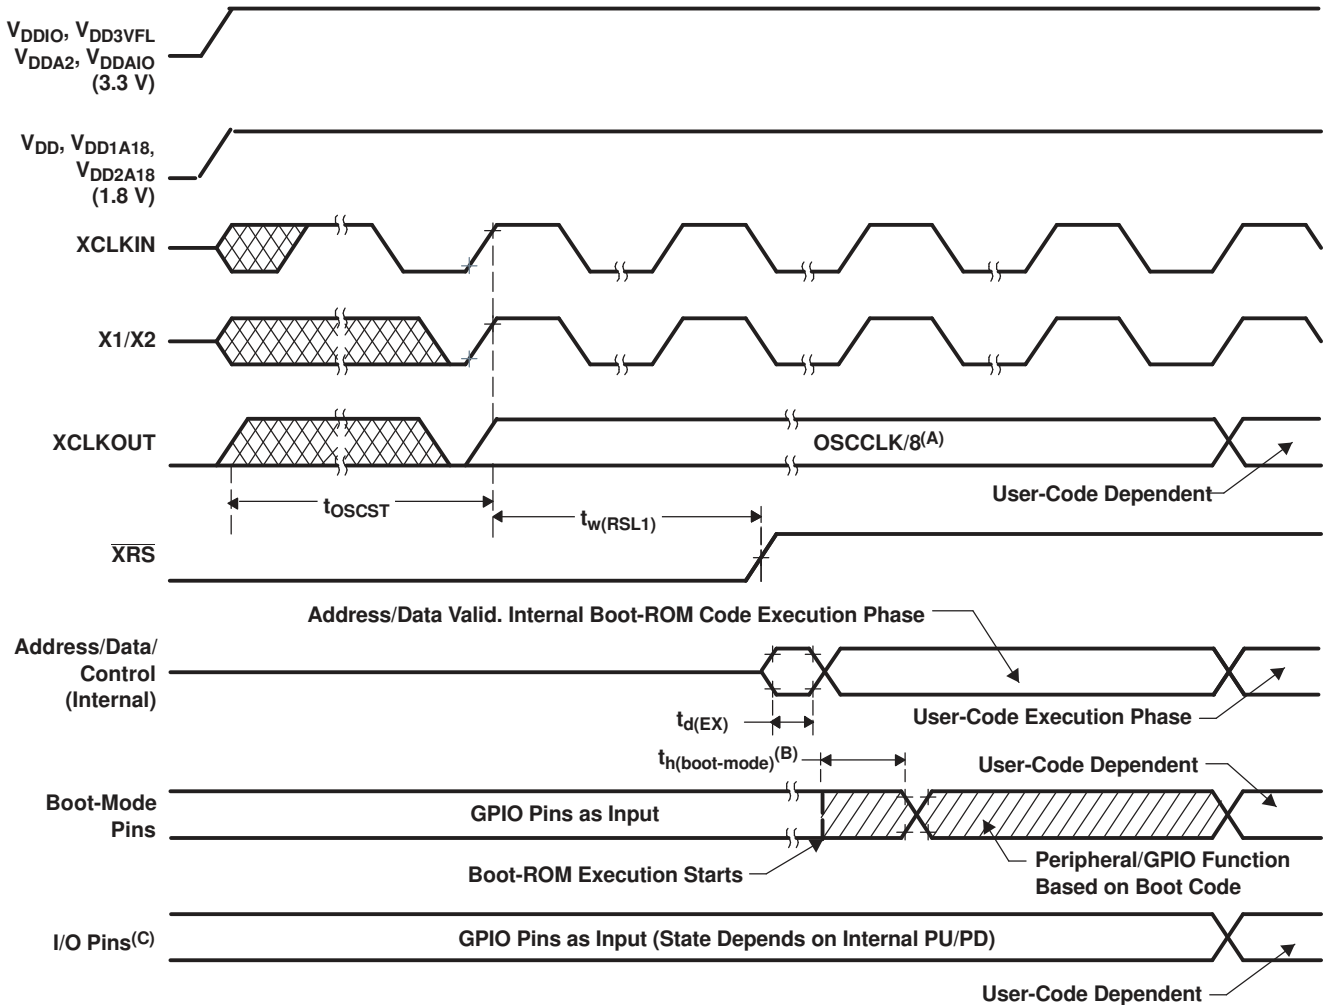 VDDIO, VDD3VFL
VDDA2, VDDAIO
(3.3 V)
VDD, VDD1A18,
VDD2A18
(1.8 V)
XCLKIN
X1/X2
XCLKOUT
OSCCLK/8(A)
User-Code Dependent
tOSCST
tw(RSL1)
XRS
Address/Data Valid. Internal Boot-ROM Code Execution Phase
Address/Data/
Control
(Internal)
td(EX)
User-Code Execution Phase
th(boot-mode)(B)
User-Code Dependent
Boot-Mode
Pins
GPIO Pins as Input
Boot-ROM Execution Starts
Peripheral/GPIO Function
Based on Boot Code
I/O Pins(C)
GPIO Pins as Input (State Depends on Internal PU/PD)
User-Code Dependent